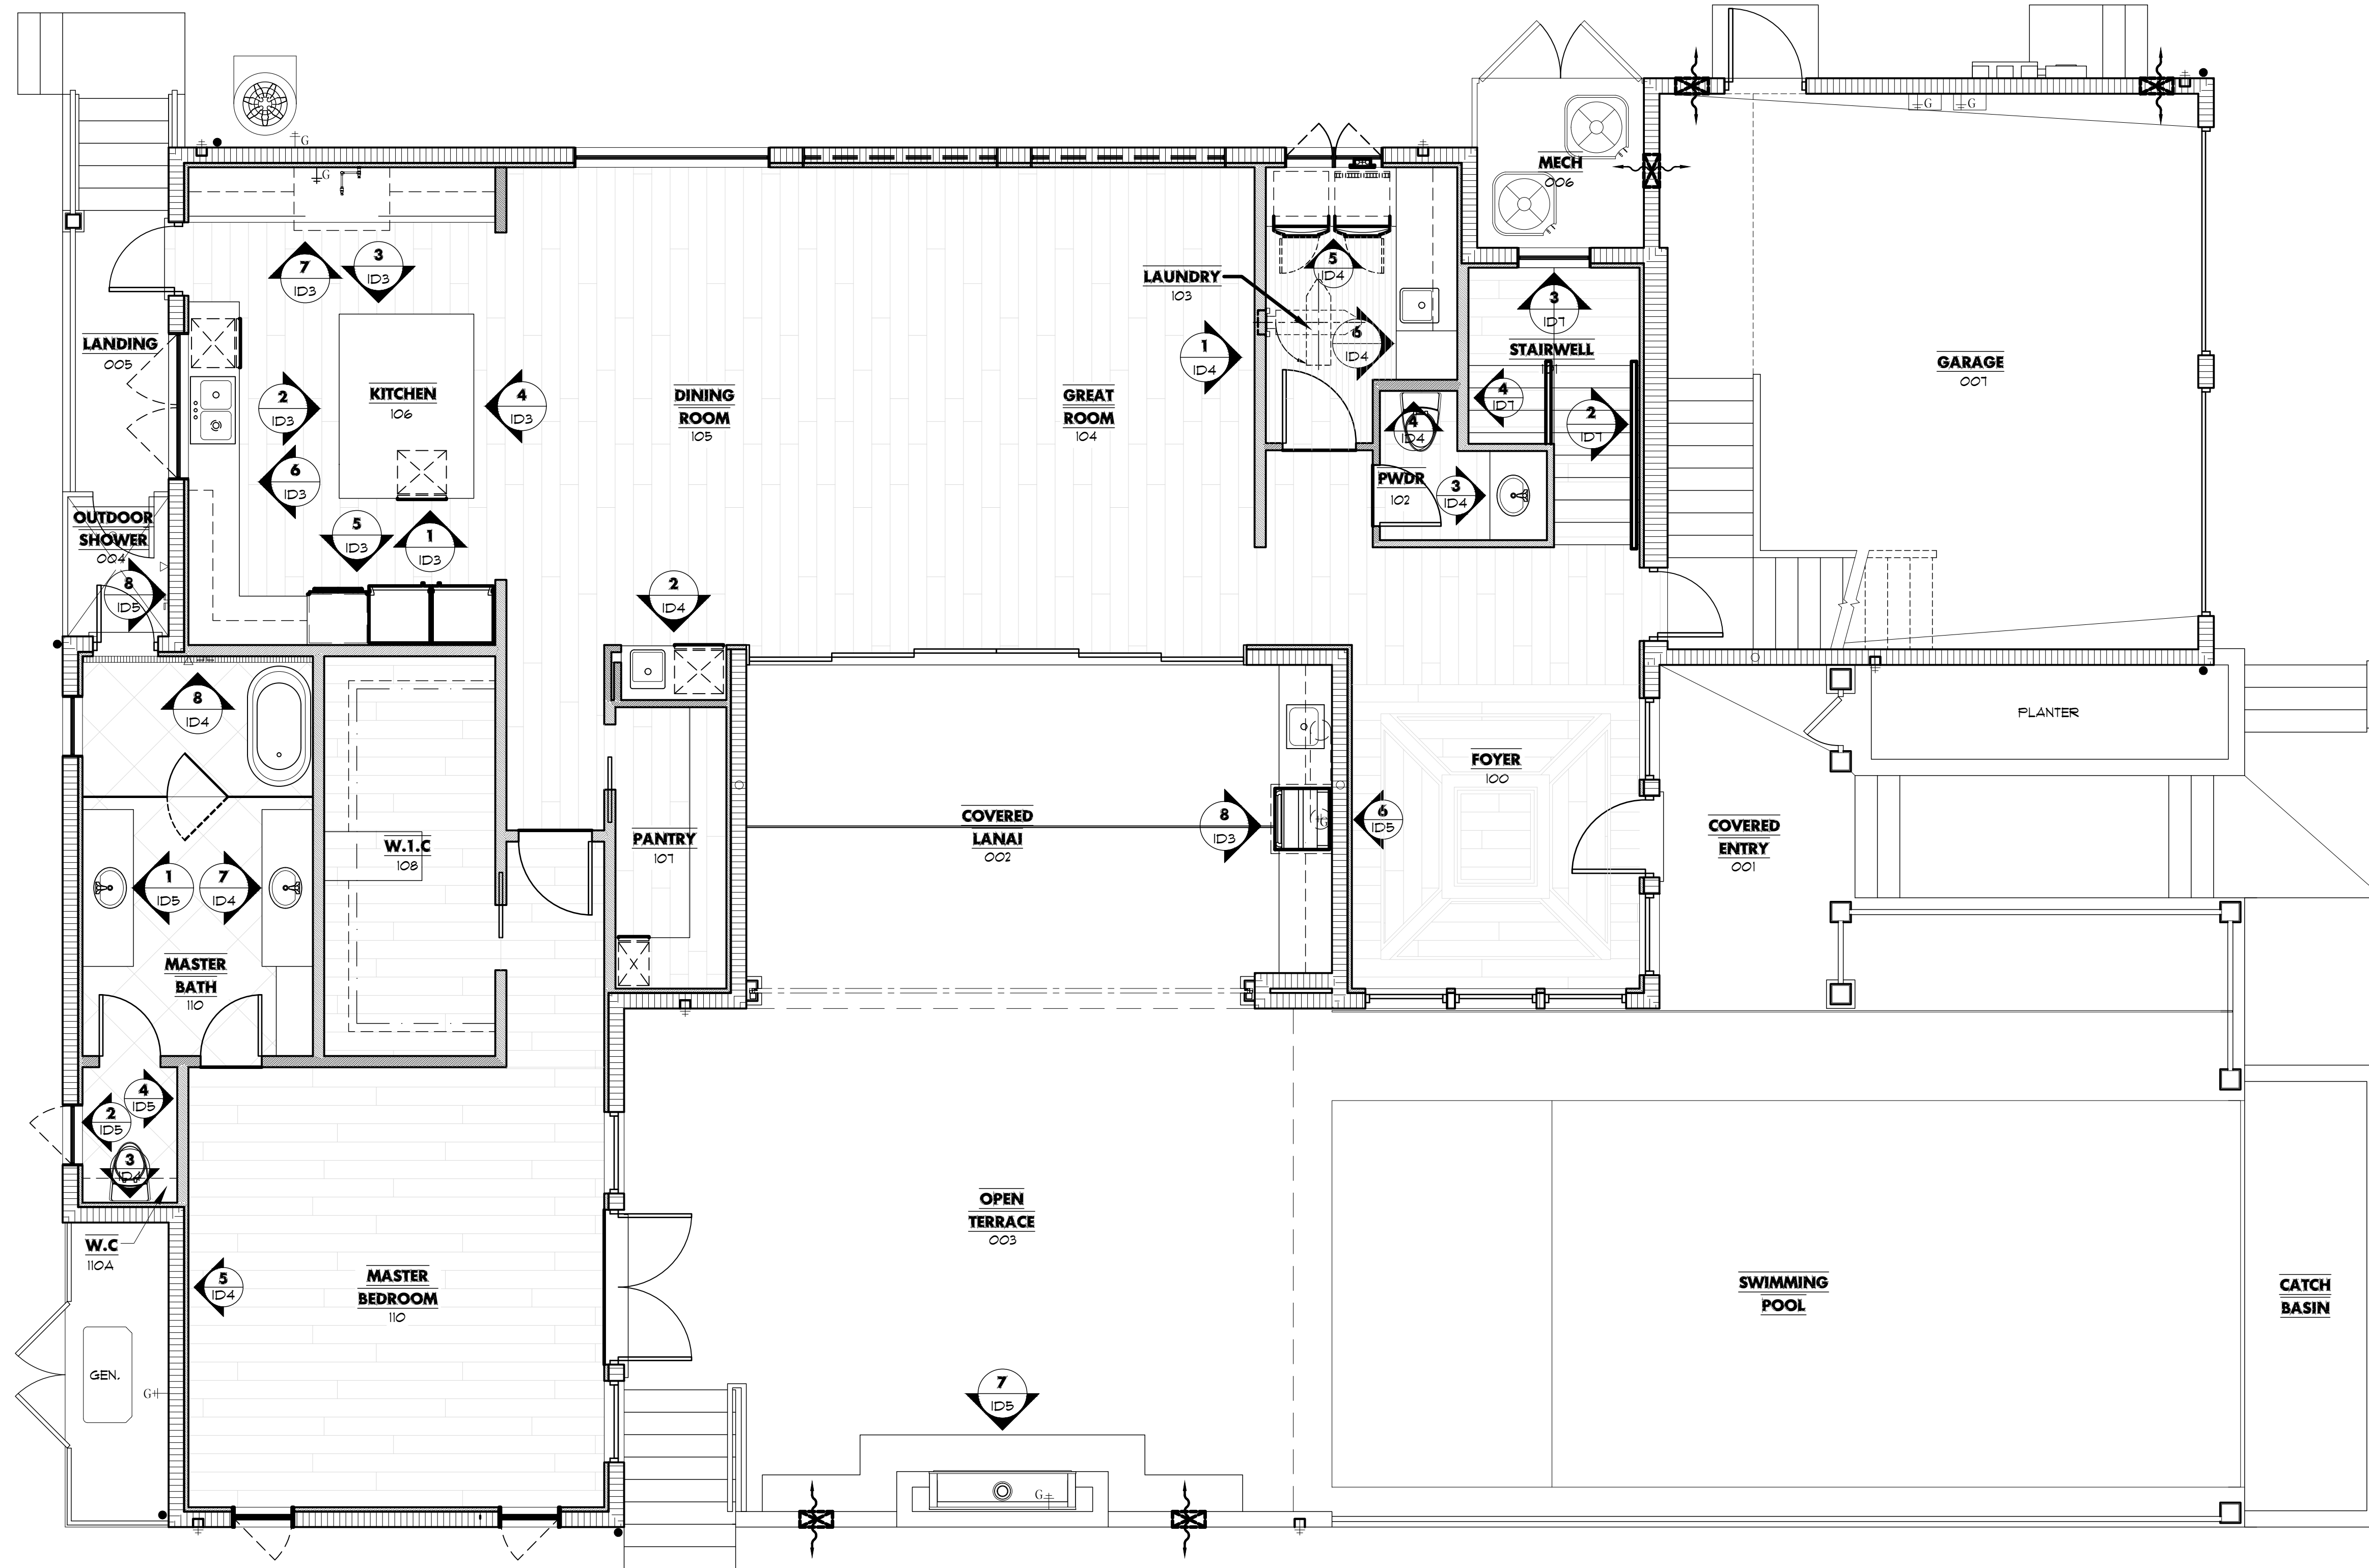 G
G
G
G
MECH
006
LAUNDRY
103
5
ID4
6
ID4
1
ID4
3
ID7
STAIRWELL
101
4
ID7
2
ID7
GARAGE
007
7
ID3
3
ID3
LANDING
005
2
ID3
KITCHEN
106
4
ID3
DINING
ROOM
105
GREAT
ROOM
104
4
ID4
PWDR
102
3
ID4
6
ID3
OUTDOOR
SHOWER
004
5
ID3
1
ID3
8
ID5
2
ID4
8
ID4
PLANTER
FOYER
100
COVERED
LANAI
002
8
ID3
G
6
ID5
COVERED
ENTRY
001
PANTRY
107
W.I.C
108
1
ID5
7
ID4
MASTER
BATH
110
4
ID5
2
ID5
3
ID4
W.C
110A
5
ID4
MASTER
BEDROOM
110
OPEN
TERRACE
003
SWIMMING
POOL
CATCH
BASIN
GEN.
G
7
ID5
G